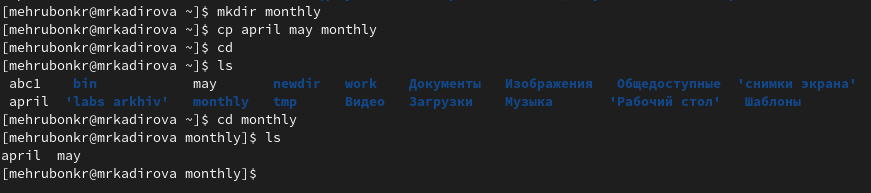 [mehrubonkr@mrkadirova ~]$ mkdir monthly
[mehrubonkr@mrkadirova ~]$ cp april may monthly
[mehrubonkr@mrkadirova ~]$ cd
[mehrubonkr@mrkadirova ~]$ ls
abc1 bin may newdir work Документы Изображения Общедоступные 'снимки экрана'
april 'labs arkhiv' monthly tmp Видео Загрузки Музыка 'Рабочий стол' Шаблоны
[mehrubonkr@mrkadirova ~]$ cd monthly
[mehrubonkr@mrkadirova monthly]$ ls
april may
[mehrubonkr@mrkadirova monthly]$